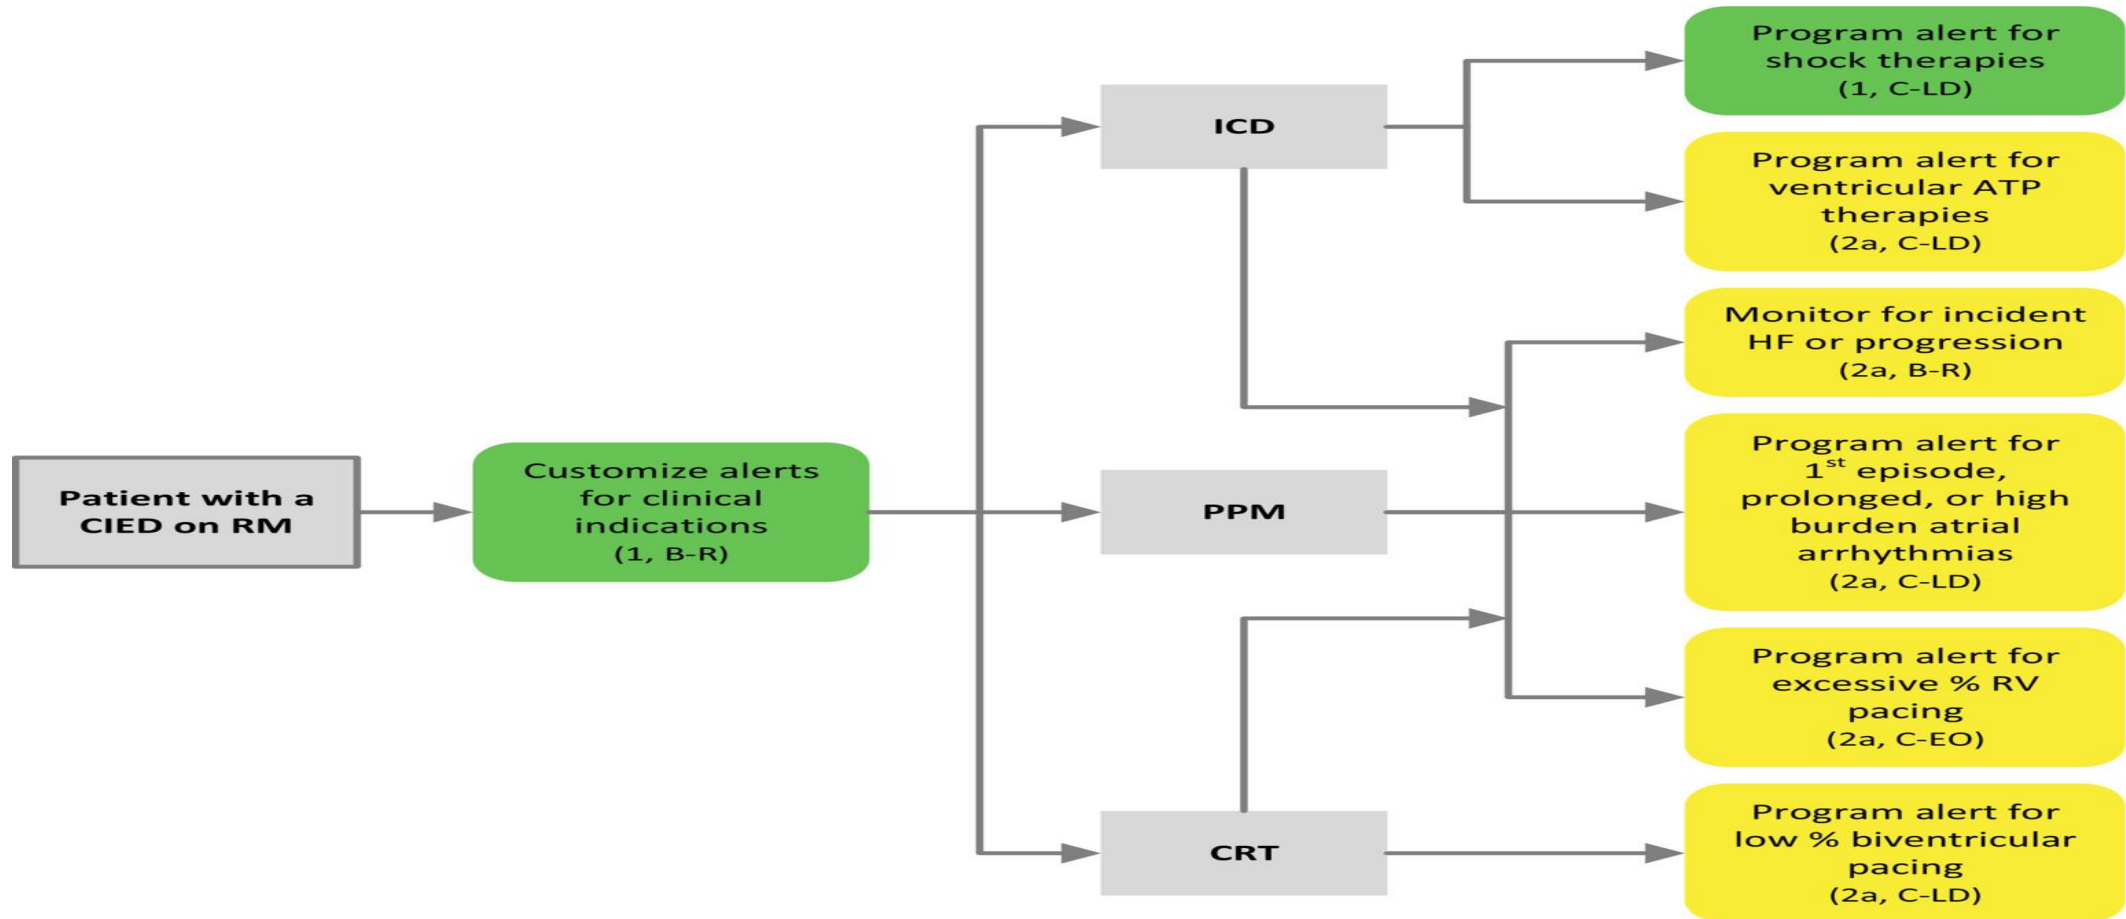 Patient with a
CIED on RM
Customize alerts
for clinical
indications
(1, B-R)
ICD
PPM
CRT
Program alert for
shock therapies
(1, C-LD)
Program alert for
ventricular ATP
therapies
(2a, C-LD)
Monitor for incident
HF or progression
(2a, B-R)
Program alert for
1st episode,
prolonged, or high
burden atrial
arrhythmias
(2a, C-LD)
Program alert for
excessive % RV
pacing
(2a, C-EO)
Program alert for
low % biventricular
pacing
(2a, C-LD)